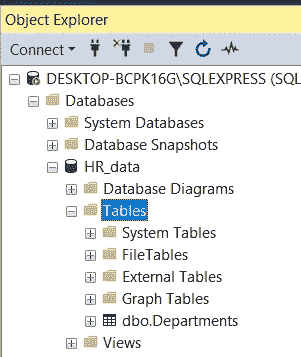 Object Explorer
Connect
DESKTOP-BCPK16G\SQLEXPRESS (SQL
Databases
System Databases
Database Snapshots
HR_data
Database Diagrams
Tables
System Tables
FileTables
External Tables
Graph Tables
dbo.Departments
Views